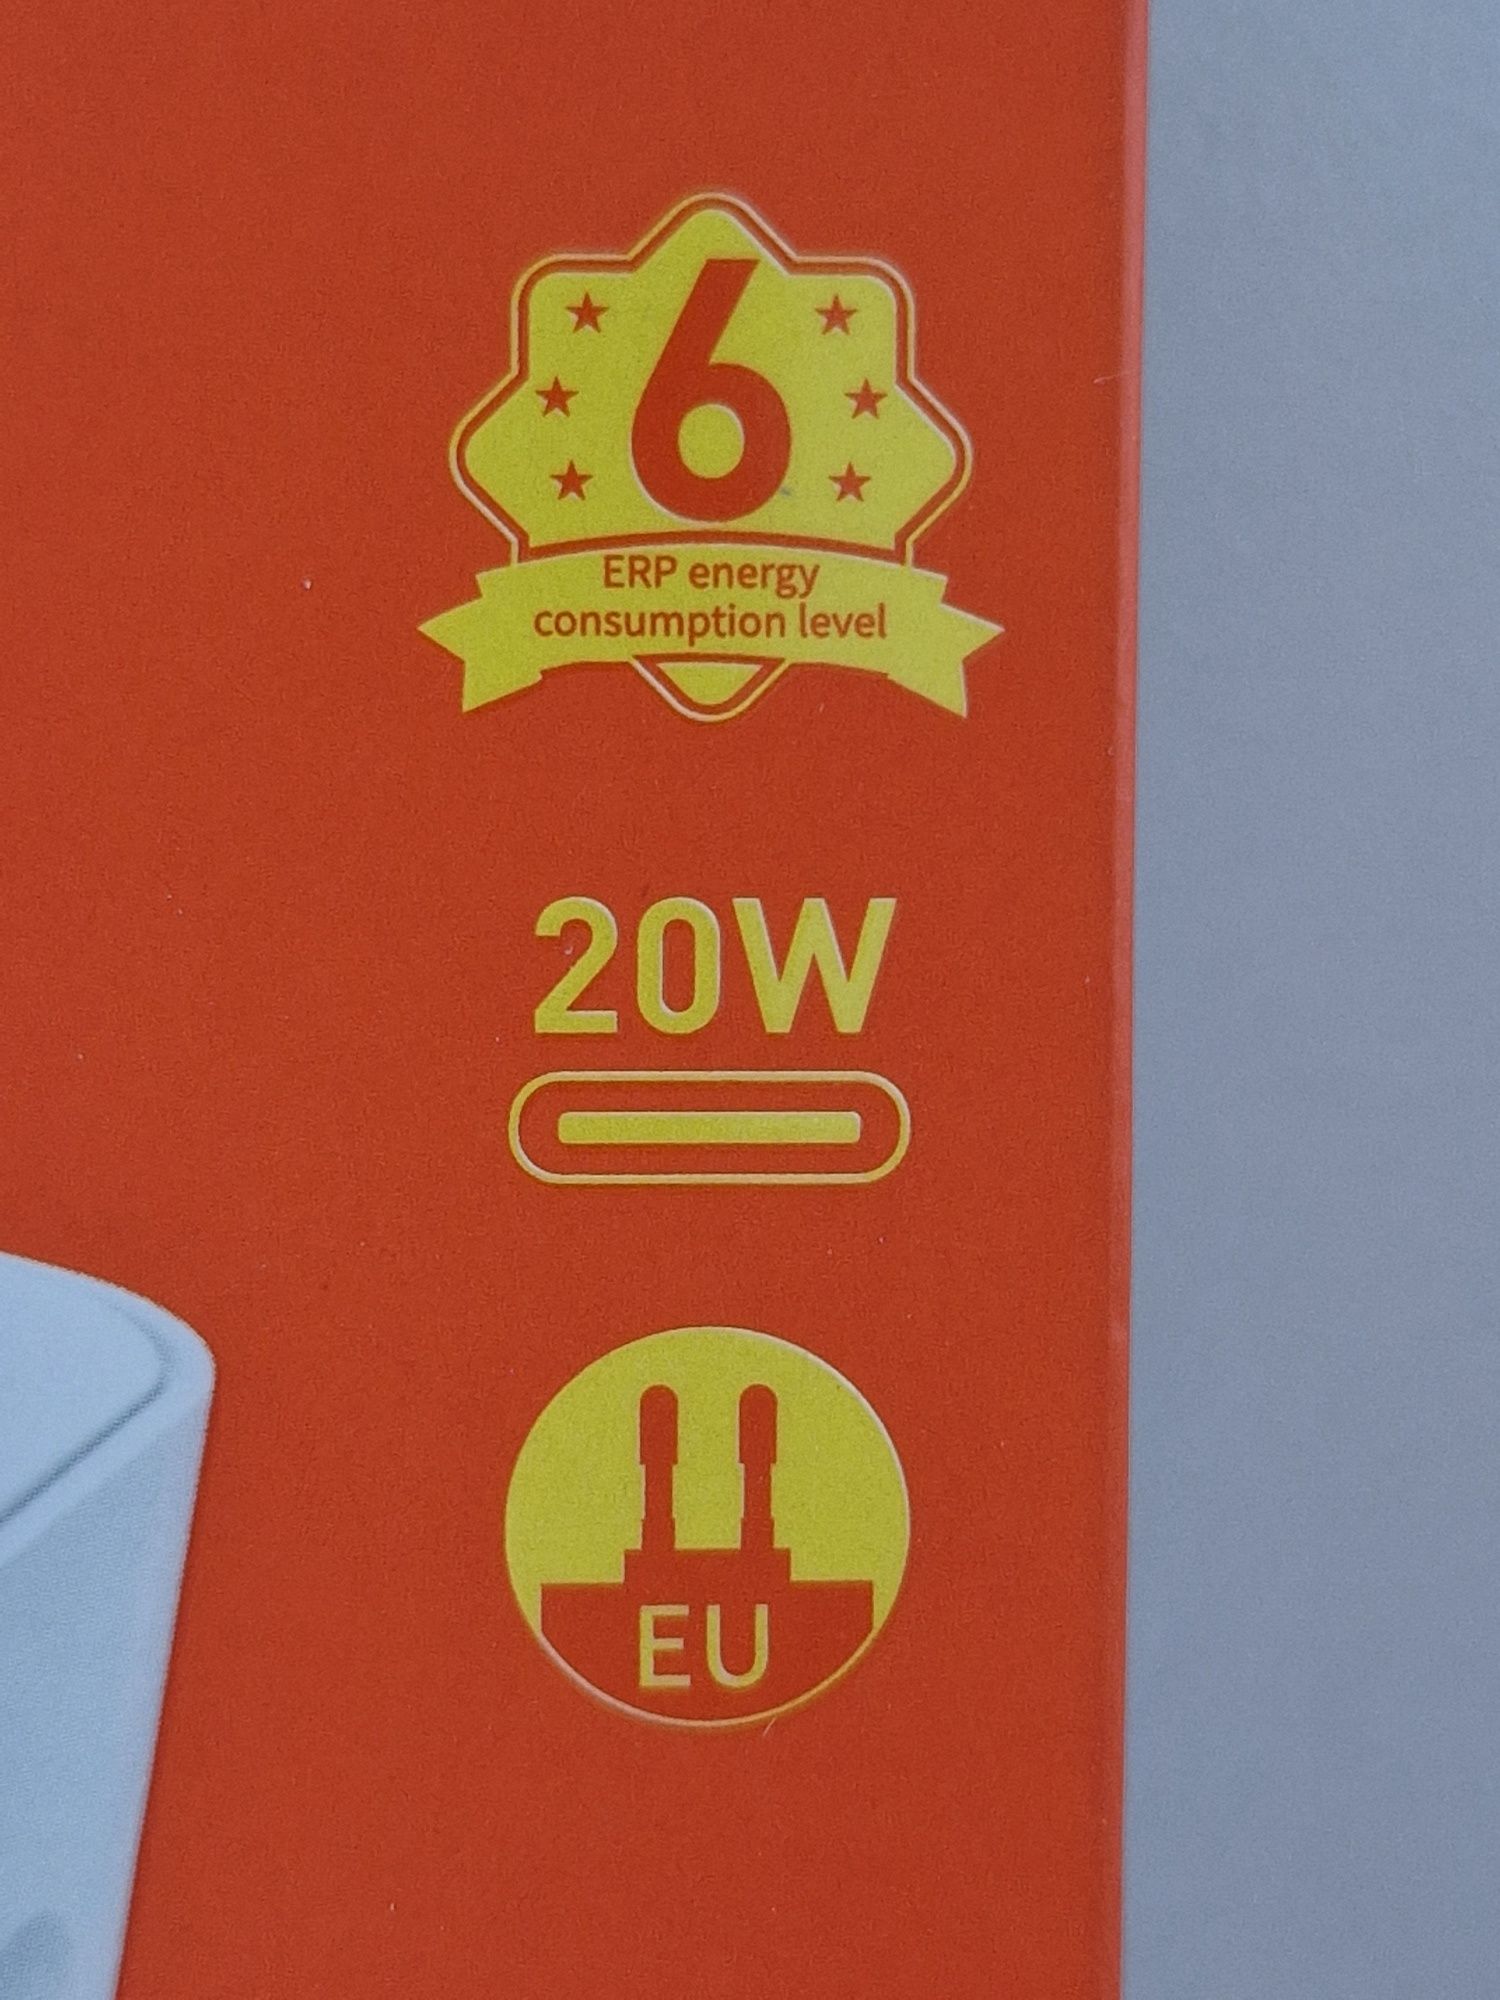 6
ERP energy
consumption level
20W
EU